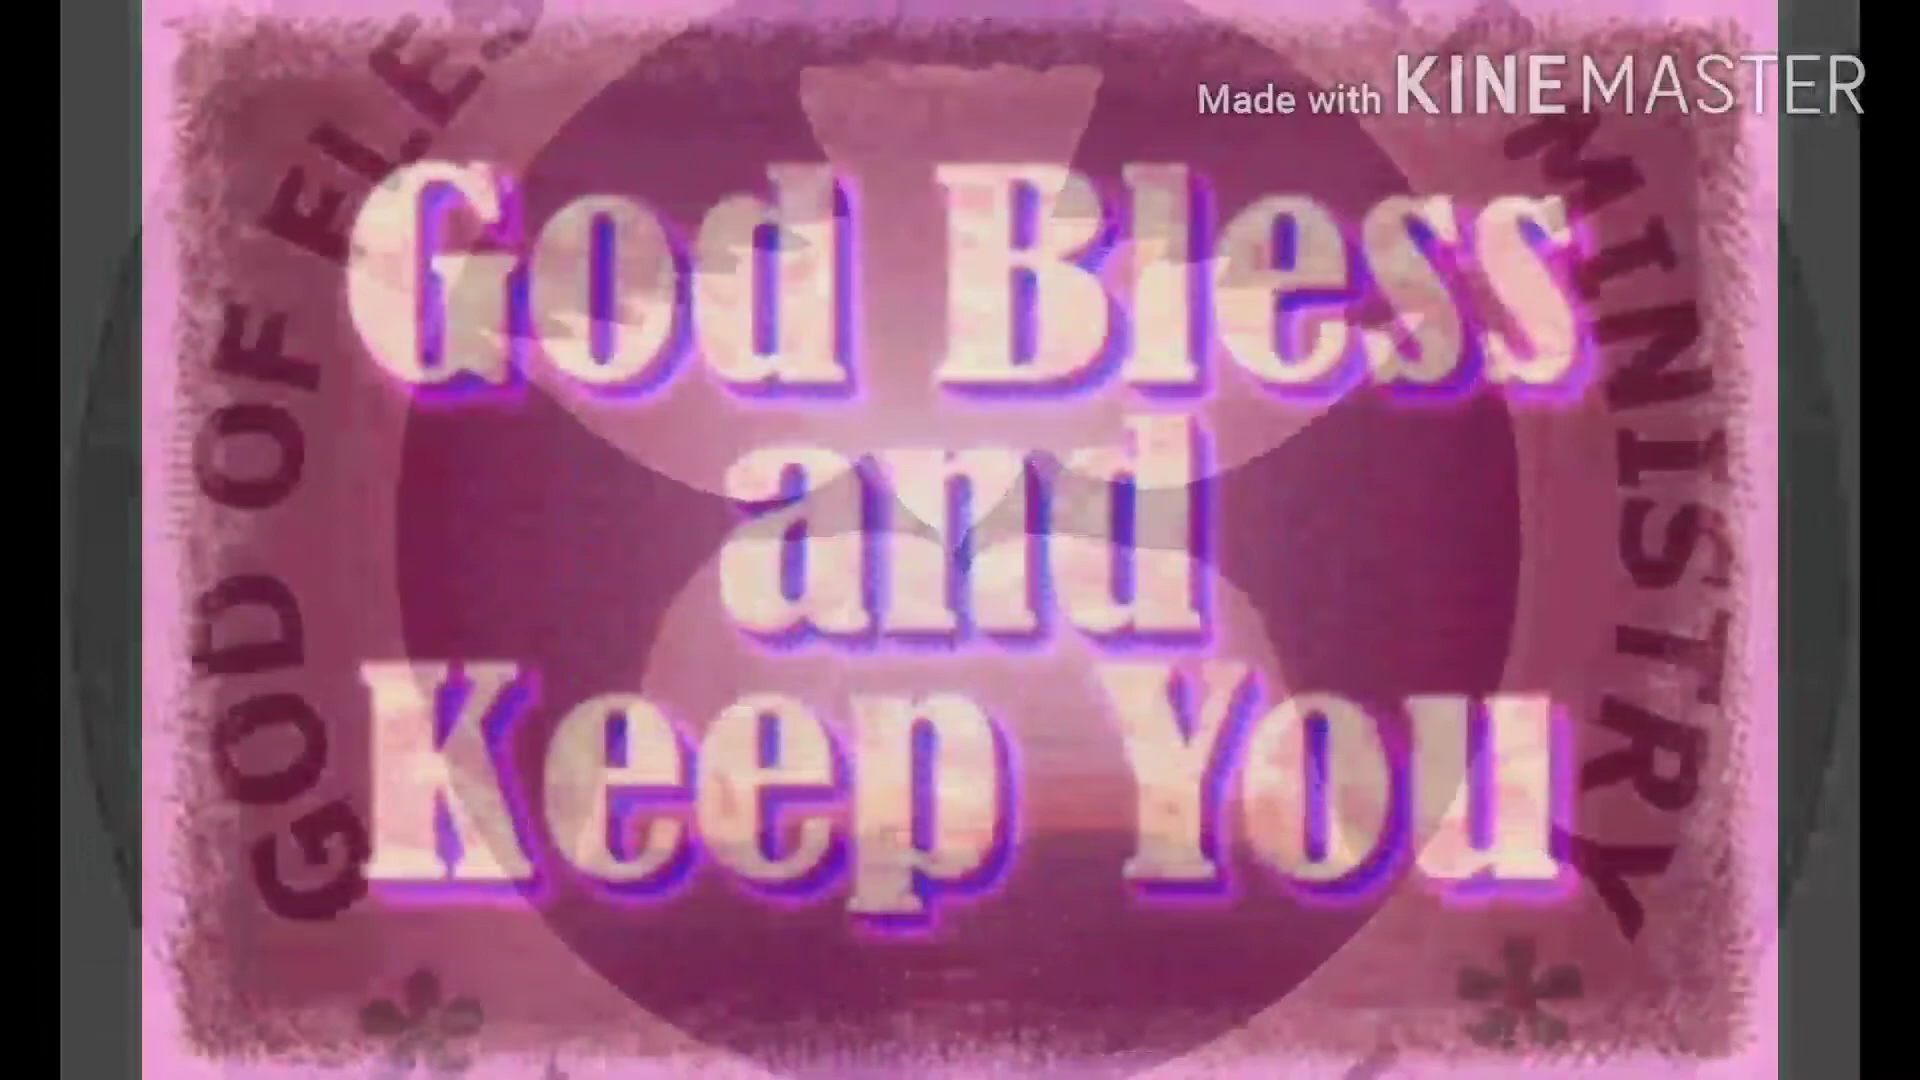 Made with KINEMASTER
God Bless
and
Keep You
GOD OF
MINISTRY